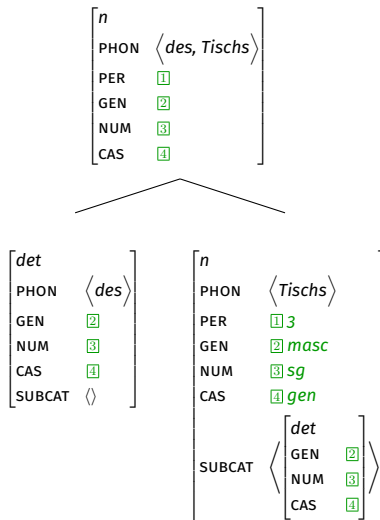 n
PHON ⟨des, Tischs⟩
PER 1
GEN 2
NUM 3
CAS 4
det
PHON ⟨des⟩
GEN 2
NUM 3
CAS 4
SUBCAT ⟨⟩
n
PHON ⟨Tischs⟩
PER 1 3
GEN 2 masc
NUM 3 sg
CAS 4 gen
SUBCAT ⟨
det
GEN 2
NUM 3
CAS 4
⟩